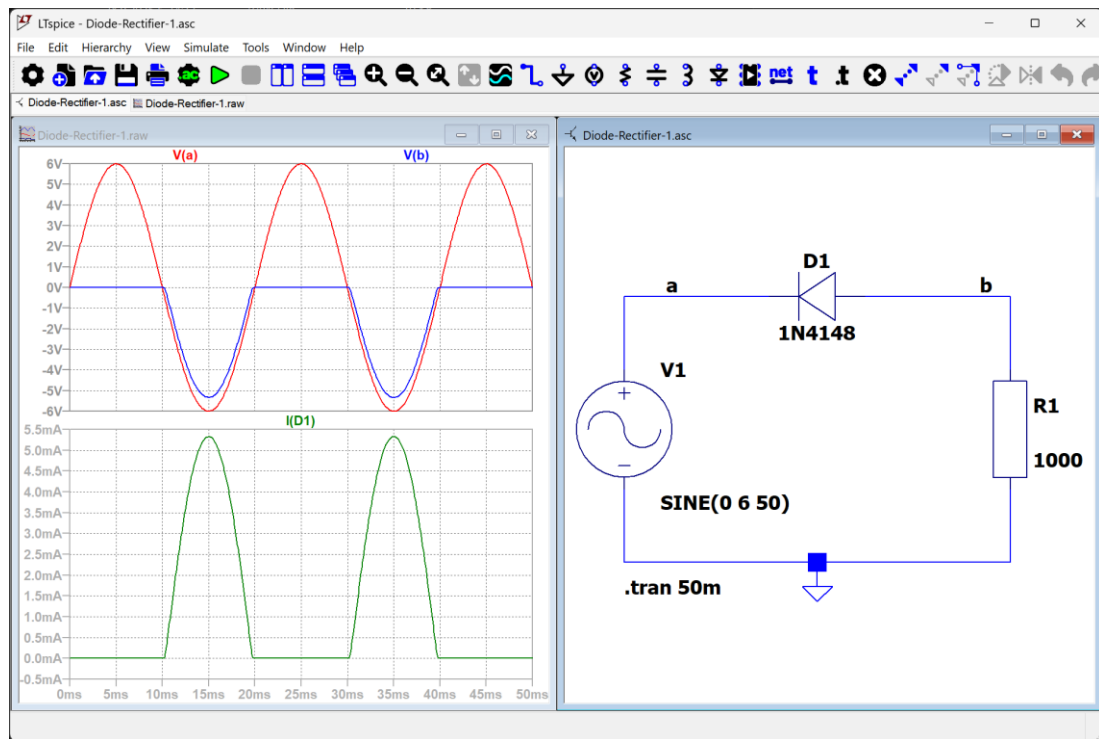 LTspice - Diode-Rectifier-1.asc
File Edit Hierarchy View Simulate Tools Window Help
ac net t .t
Diode-Rectifier-1.asc Diode-Rectifier-1.raw
Diode-Rectifier-1.raw
V(a) V(b)
6V
5V
4V
3V
2V
1V
0V
-1V
-2V
-3V
-4V
-5V
-6V
I(D1)
5.5mA
5.0mA
4.5mA
4.0mA
3.5mA
3.0mA
2.5mA
2.0mA
1.5mA
1.0mA
0.5mA
0.0mA
-0.5mA
0ms 5ms 10ms 15ms 20ms 25ms 30ms 35ms 40ms 45ms 50ms
Diode-Rectifier-1.asc
D1
a b
1N4148
V1
R1
1000
SINE(0 6 50)
.tran 50m